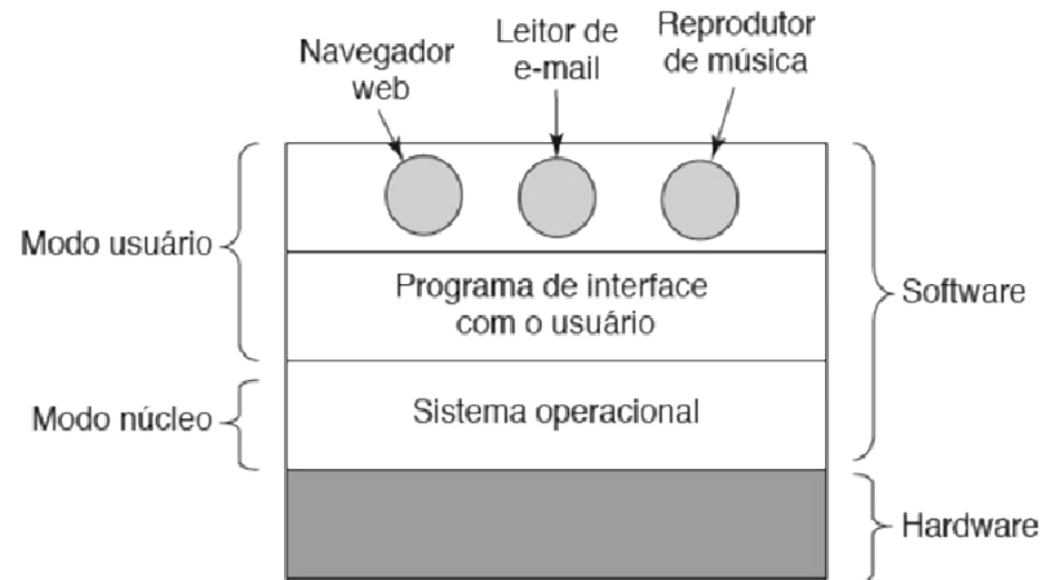 Navegador
web
Leitor de
e-mail
Reprodutor
de música
Modo usuário
Programa de interface
com o usuário
Software
Modo núcleo
Sistema operacional
Hardware